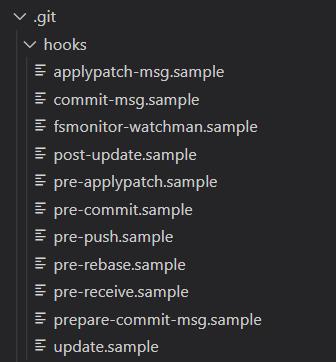 .git
hooks
applypatch-msg.sample
commit-msg.sample
fsmonitor-watchman.sample
post-update.sample
pre-applypatch.sample
pre-commit.sample
pre-push.sample
pre-rebase.sample
pre-receive.sample
prepare-commit-msg.sample
update.sample